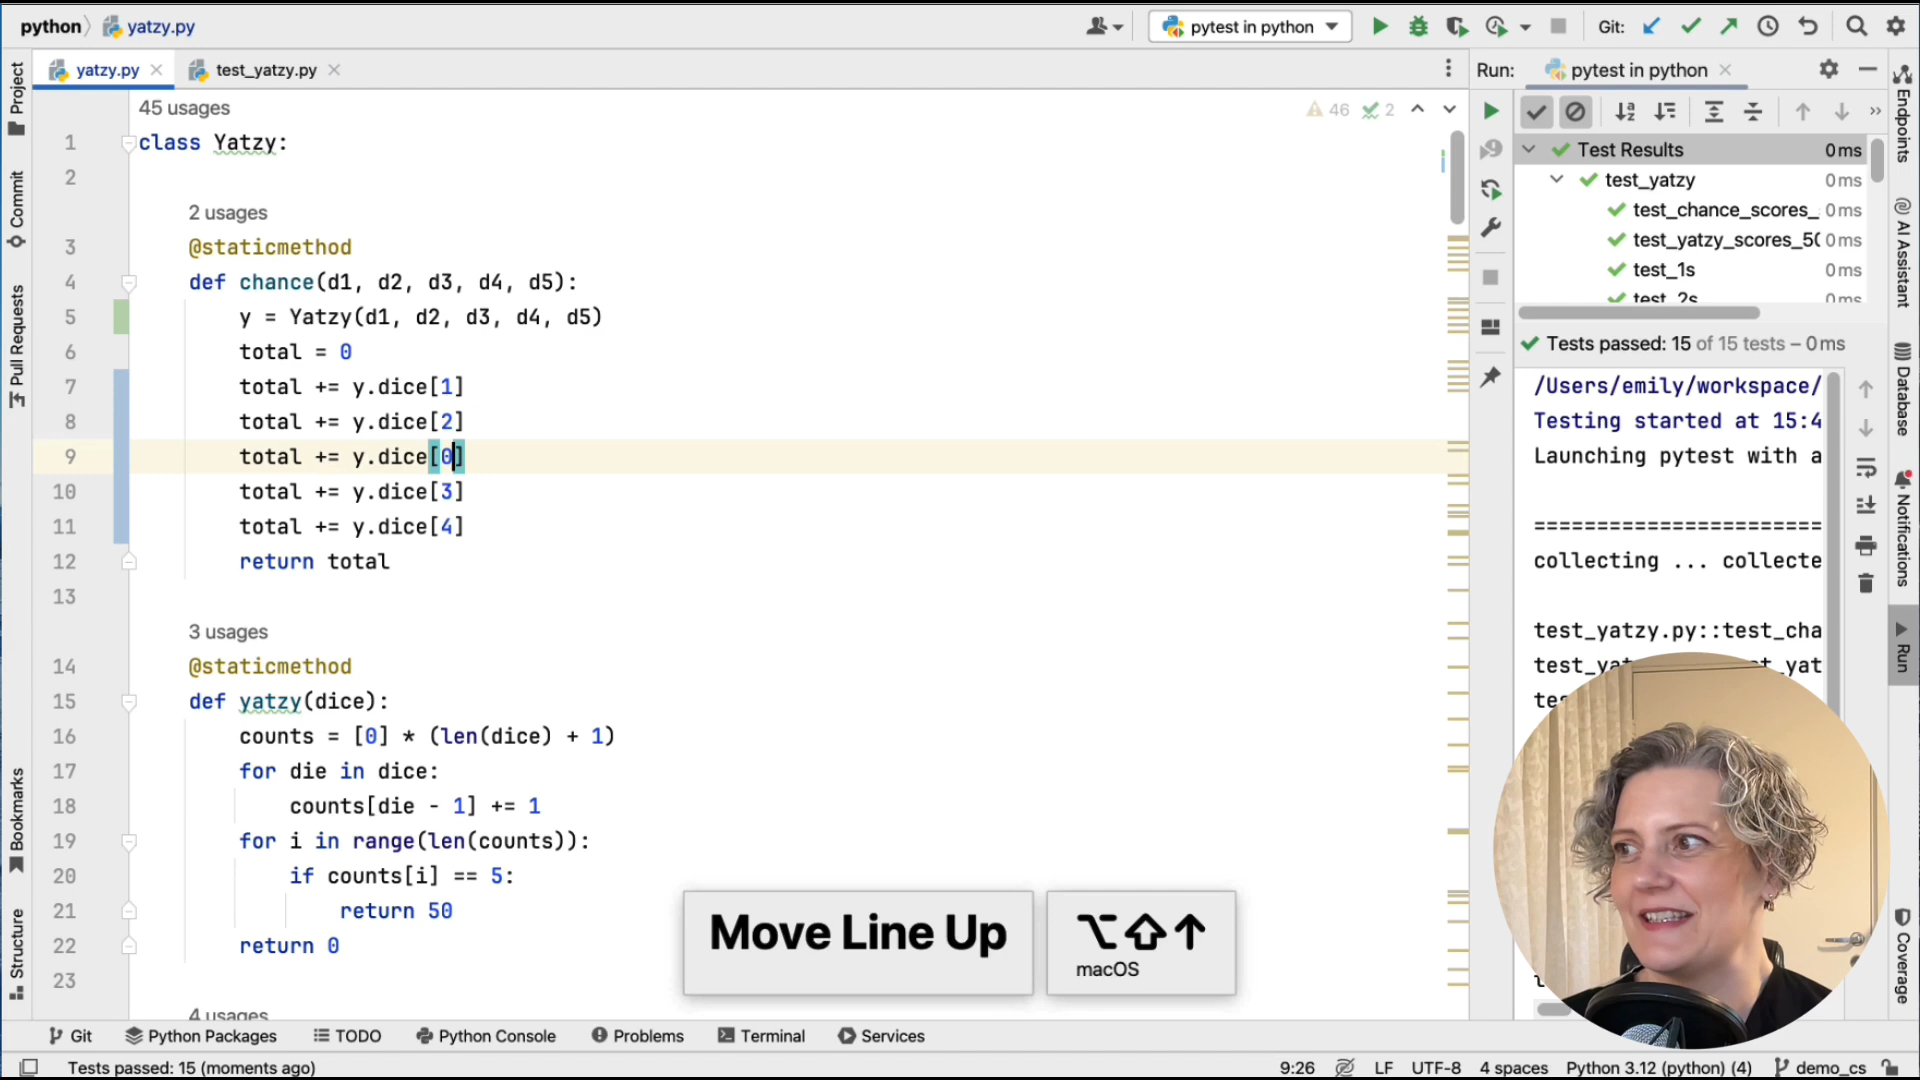 python yatzy.py
pytest in python
Git:
yatzy.py
test_yatzy.py
Run: pytest in python
Project
Commit
Pull Requests
Bookmarks
Structure
45 usages
46 2
1 class Yatzy:
2
2 usages
3 @staticmethod
4 def chance(d1, d2, d3, d4, d5):
5 y = Yatzy(d1, d2, d3, d4, d5)
6 total = 0
7 total += y.dice[1]
8 total += y.dice[2]
9 total += y.dice[0]
10 total += y.dice[3]
11 total += y.dice[4]
12 return total
13
3 usages
14 @staticmethod
15 def yatzy(dice):
16 counts = [0] * (len(dice) + 1)
17 for die in dice:
18 counts[die - 1] += 1
19 for i in range(len(counts)):
20 if counts[i] == 5:
21 return 50
22 return 0
23
4 usages
Move Line Up
macOS
Test Results 0 ms
test_yatzy 0 ms
test_chance_scores_ 0 ms
test_yatzy_scores_50 0 ms
test_1s 0 ms
test_2s 0 ms
Tests passed: 15 of 15 tests – 0 ms
/Users/emily/workspace/
Testing started at 15:4
Launching pytest with a
=======================
collecting ... collecte
test_yatzy.py::test_cha
Endpoints
AI Assistant
Database
Notifications
Run
Coverage
Git
Python Packages
TODO
Python Console
Problems
Terminal
Services
Tests passed: 15 (moments ago)
9:26 LF UTF-8 4 spaces Python 3.12 (python) (4) demo_cs